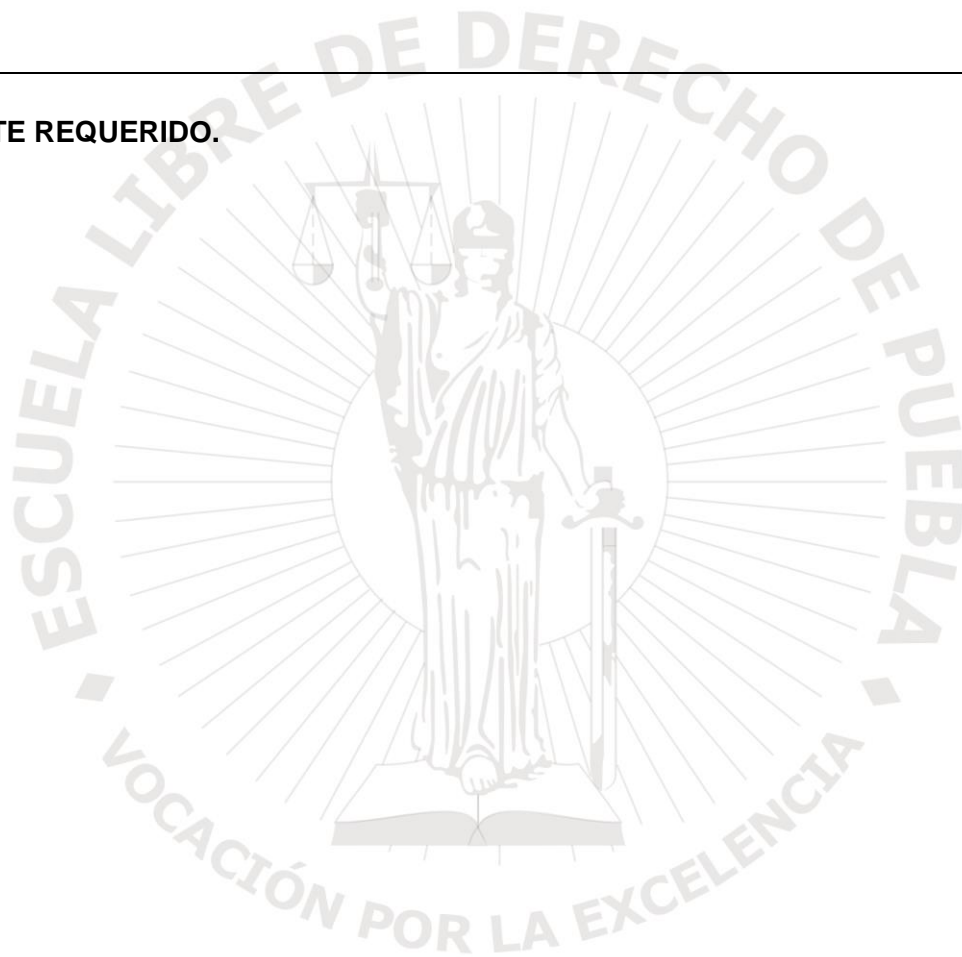 TE REQUERIDO.
ESCUELA LIBRE DE DERECHO DE PUEBLA
VOCACIÓN POR LA EXCELENCIA